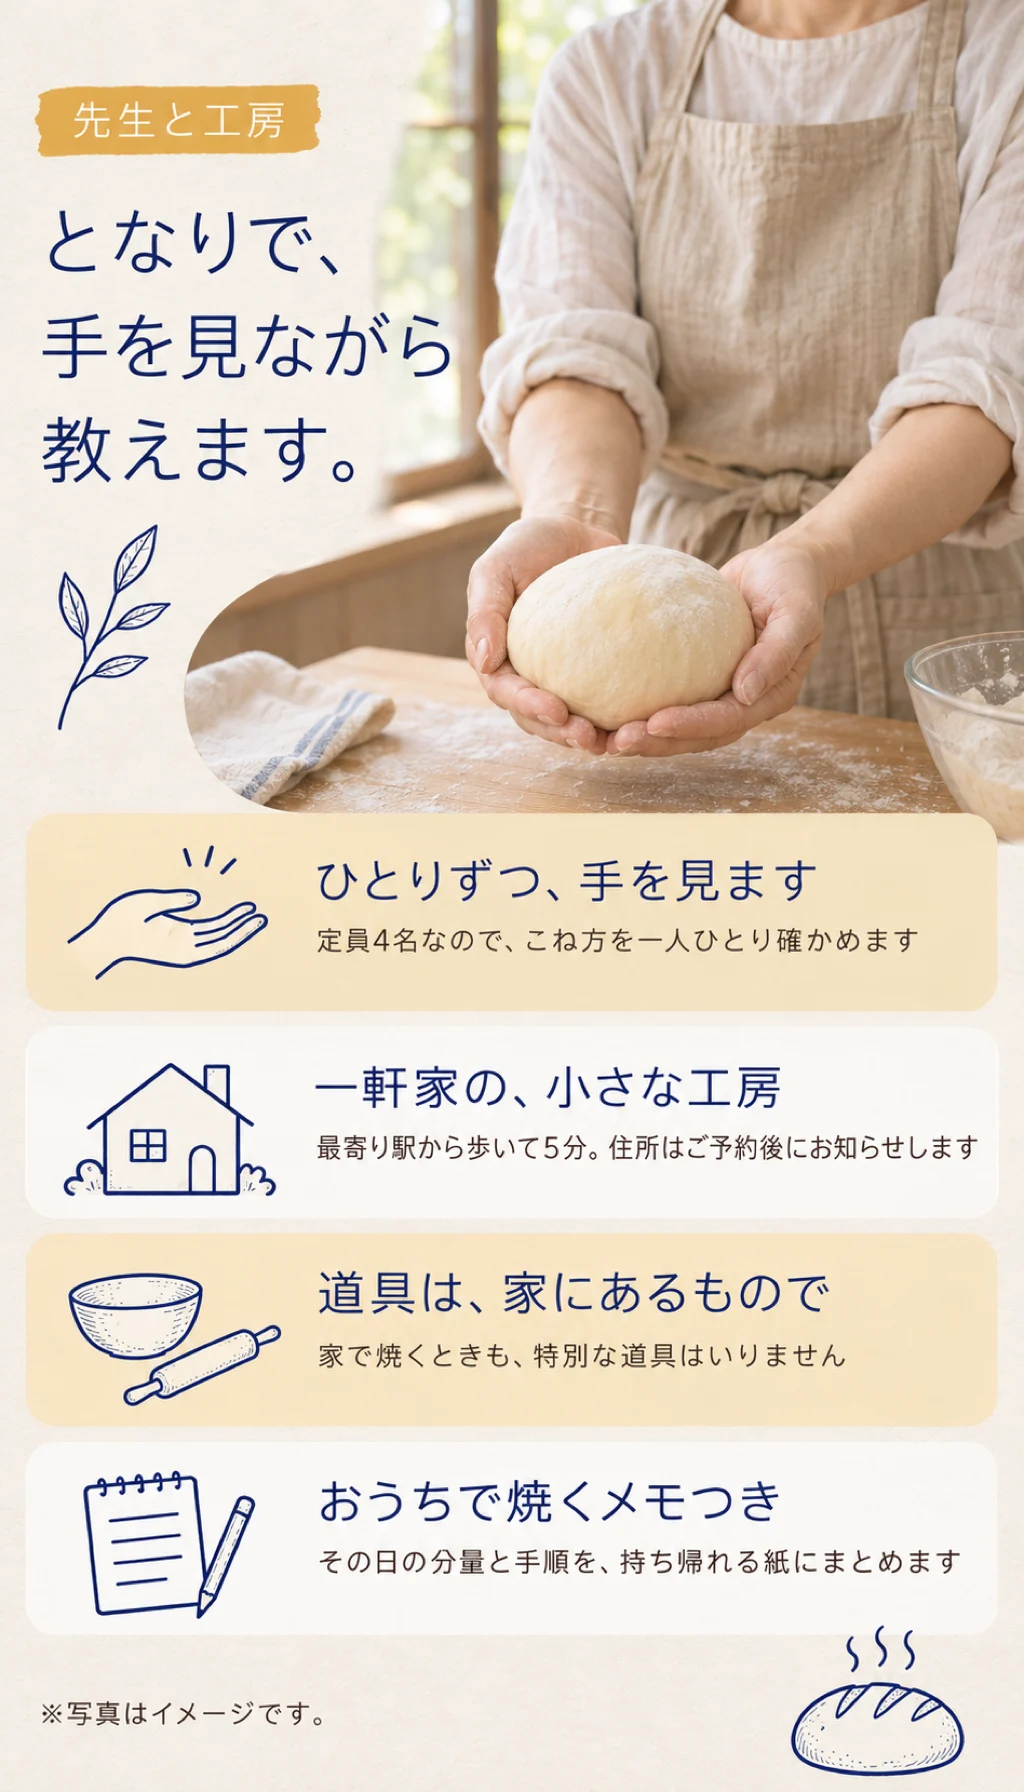 先生と工房
となりで、
手を見ながら
教えます。
ひとりずつ、手を見ます
定員4名なので、こね方を一人ひとり確かめます
一軒家の、小さな工房
最寄り駅から歩いて5分。住所はご予約後にお知らせします
道具は、家にあるもので
家で焼くときも、特別な道具はいりません
おうちで焼くメモつき
その日の分量と手順を、持ち帰れる紙にまとめます
※写真はイメージです。